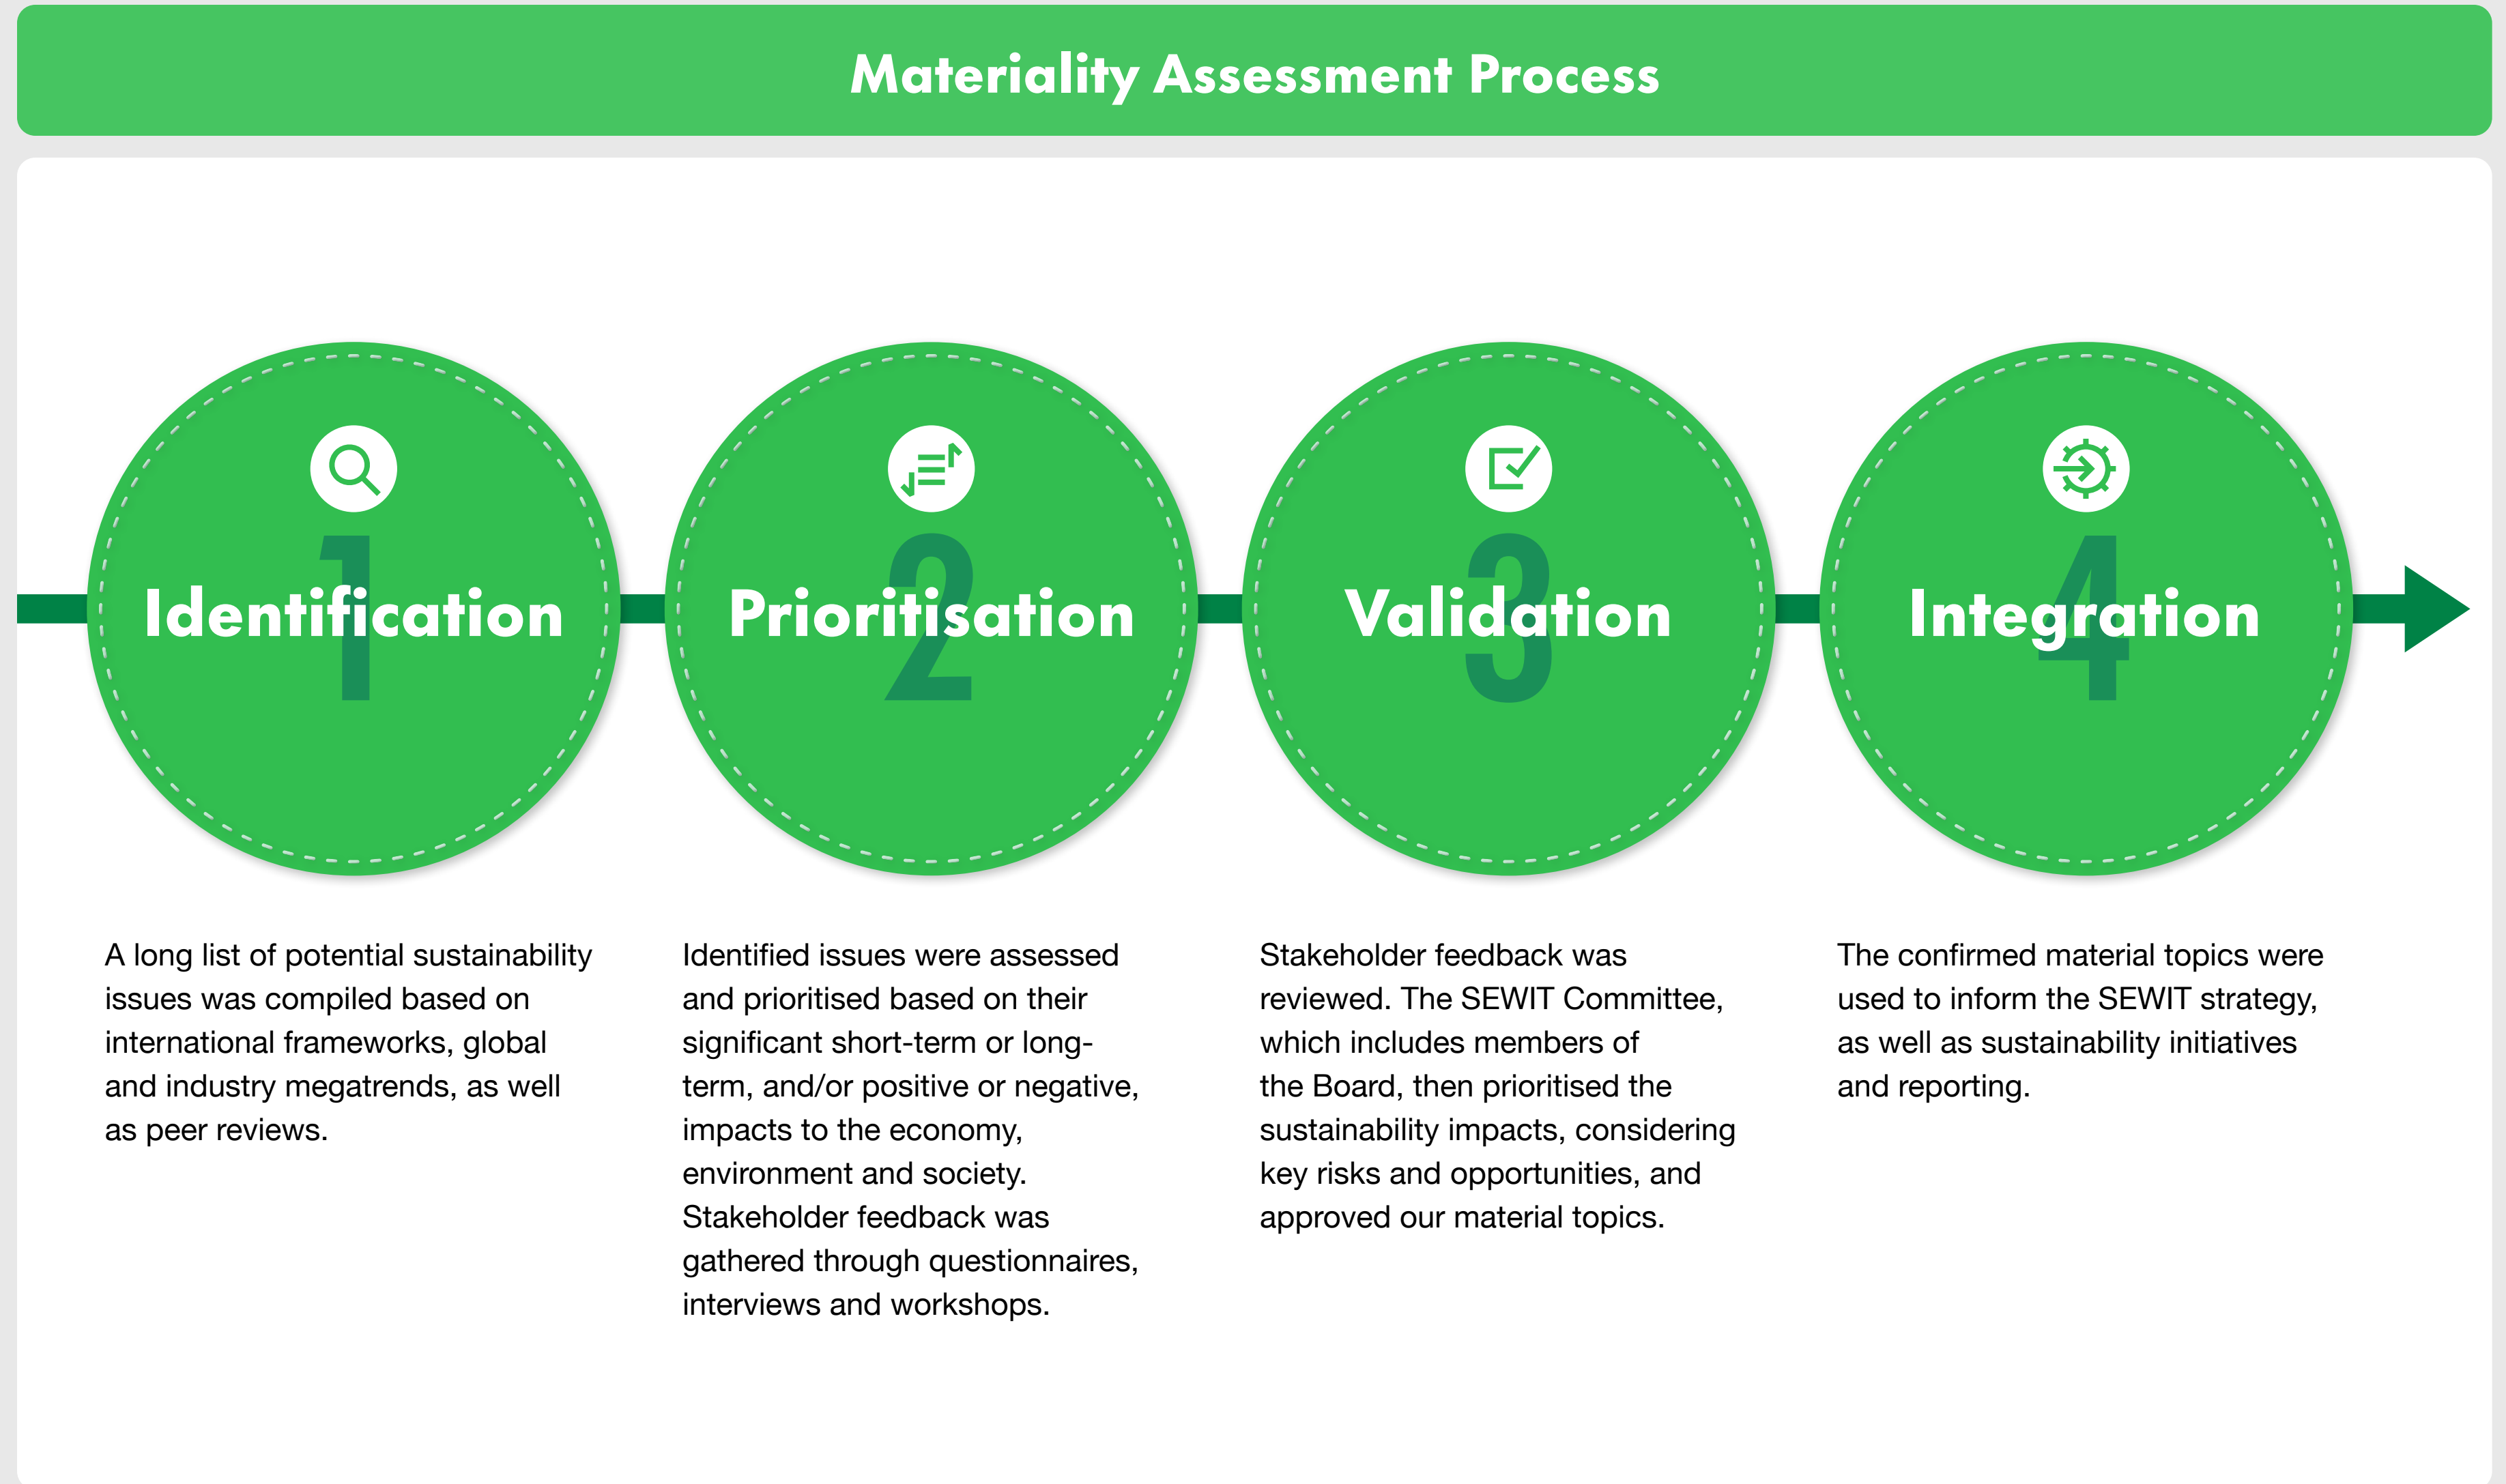 Materiality Assessment Process
1
Identification
A long list of potential sustainability
issues was compiled based on
international frameworks, global
and industry megatrends, as well
as peer reviews.
2
Prioritisation
Identified issues were assessed
and prioritised based on their
significant short-term or long-
term, and/or positive or negative,
impacts to the economy,
environment and society.
Stakeholder feedback was
gathered through questionnaires,
interviews and workshops.
3
Validation
Stakeholder feedback was
reviewed. The SEWIT Committee,
which includes members of
the Board, then prioritised the
sustainability impacts, considering
key risks and opportunities, and
approved our material topics.
4
Integration
The confirmed material topics were
used to inform the SEWIT strategy,
as well as sustainability initiatives
and reporting.